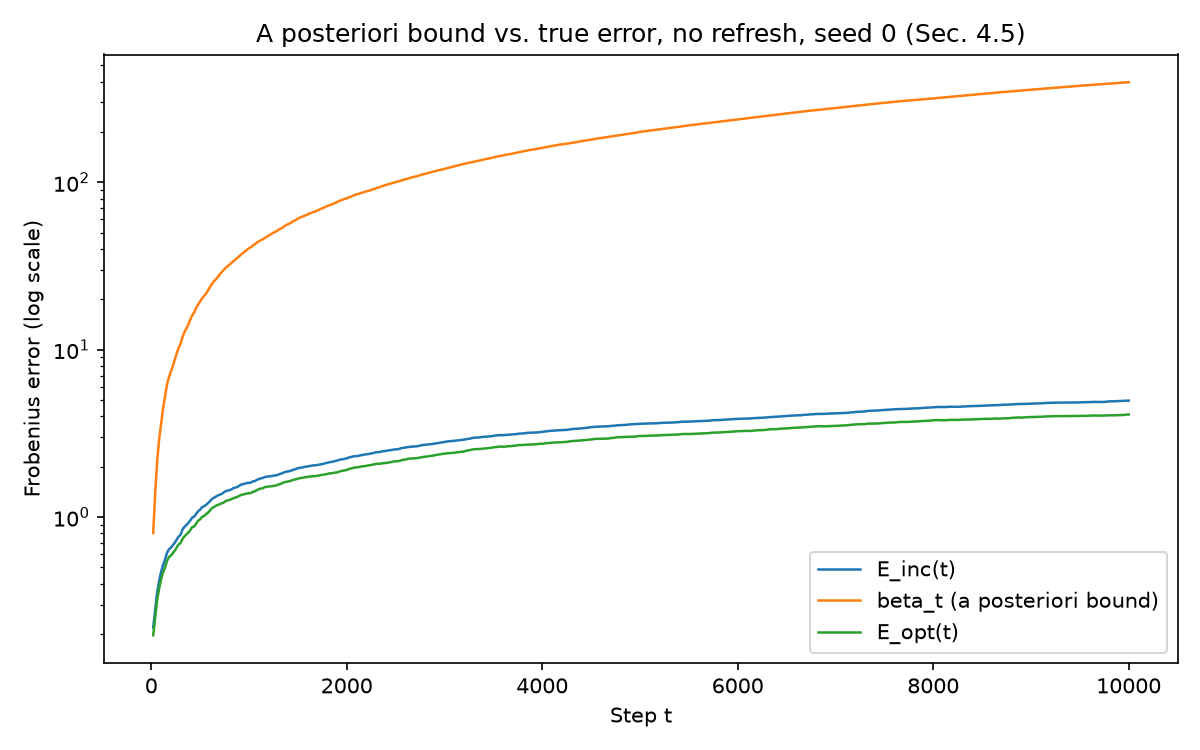 A posteriori bound vs. true error, no refresh, seed 0 (Sec. 4.5)
Frobenius error (log scale)
10²
10¹
10⁰
E_inc(t)
beta_t (a posteriori bound)
E_opt(t)
0 2000 4000 6000 8000 10000
Step t